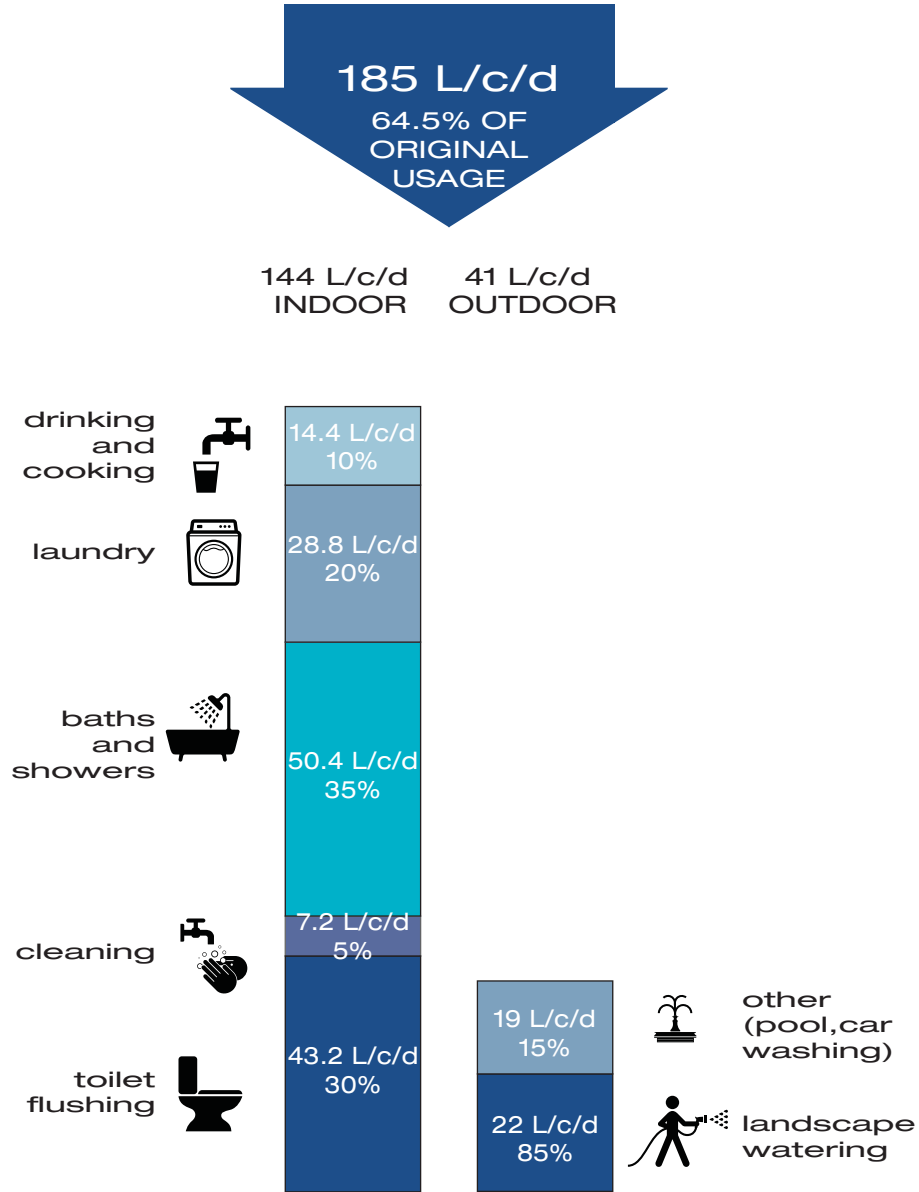 185 L/c/d
64.5% OF
ORIGINAL
USAGE
144 L/c/d
INDOOR
41 L/c/d
OUTDOOR
drinking
and
cooking
14.4 L/c/d
10%
laundry
28.8 L/c/d
20%
baths
and
showers
50.4 L/c/d
35%
cleaning
7.2 L/c/d
5%
toilet
flushing
43.2 L/c/d
30%
19 L/c/d
15%
other
(pool,car
washing)
22 L/c/d
85%
landscape
watering